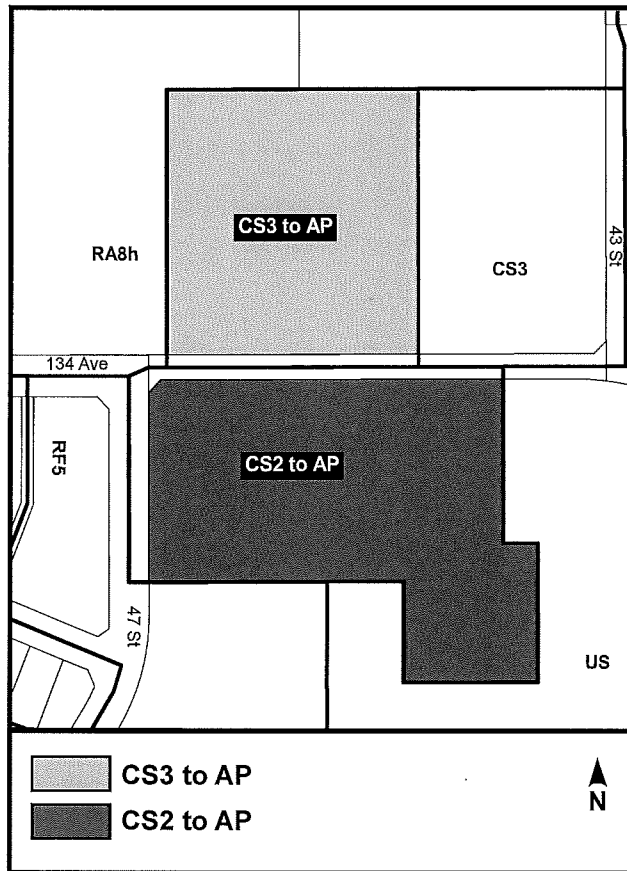 CS3 to AP
RA8h
CS3
43 St
134 Ave
RF5
CS2 to AP
47 St
US
CS3 to AP
CS2 to AP
N